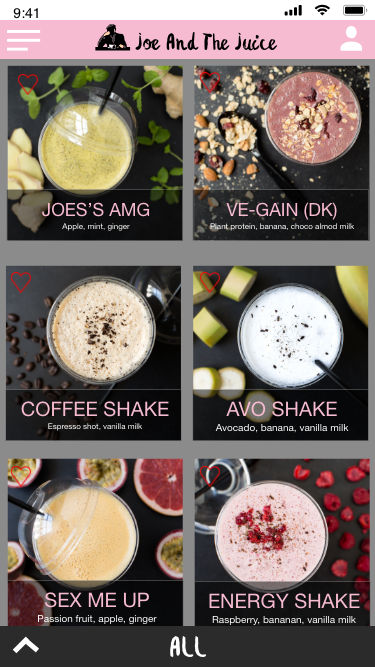 9:41
Joe And The Juice
JOES'S AMG
Apple, mint, ginger
VE-GAIN (DK)
Plant protein, banana, choco almod milk
COFFEE SHAKE
Espresso shot, vanilla milk
AVO SHAKE
Avocado, banana, vanilla milk
SEX ME UP
Passion fruit, apple, ginger
ENERGY SHAKE
Raspberry, bananan, vanilla milk
ALL